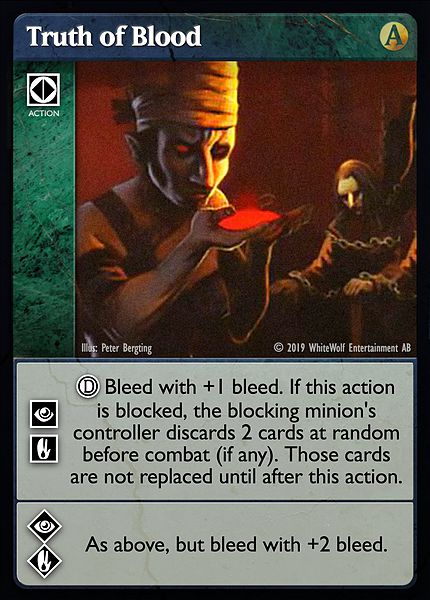 Truth of Blood
A
ACTION
Illus: Peter Bergting
© 2019 WhiteWolf Entertainment AB
D Bleed with +1 bleed. If this action
is blocked, the blocking minion's
controller discards 2 cards at random
before combat (if any). Those cards
are not replaced until after this action.
As above, but bleed with +2 bleed.